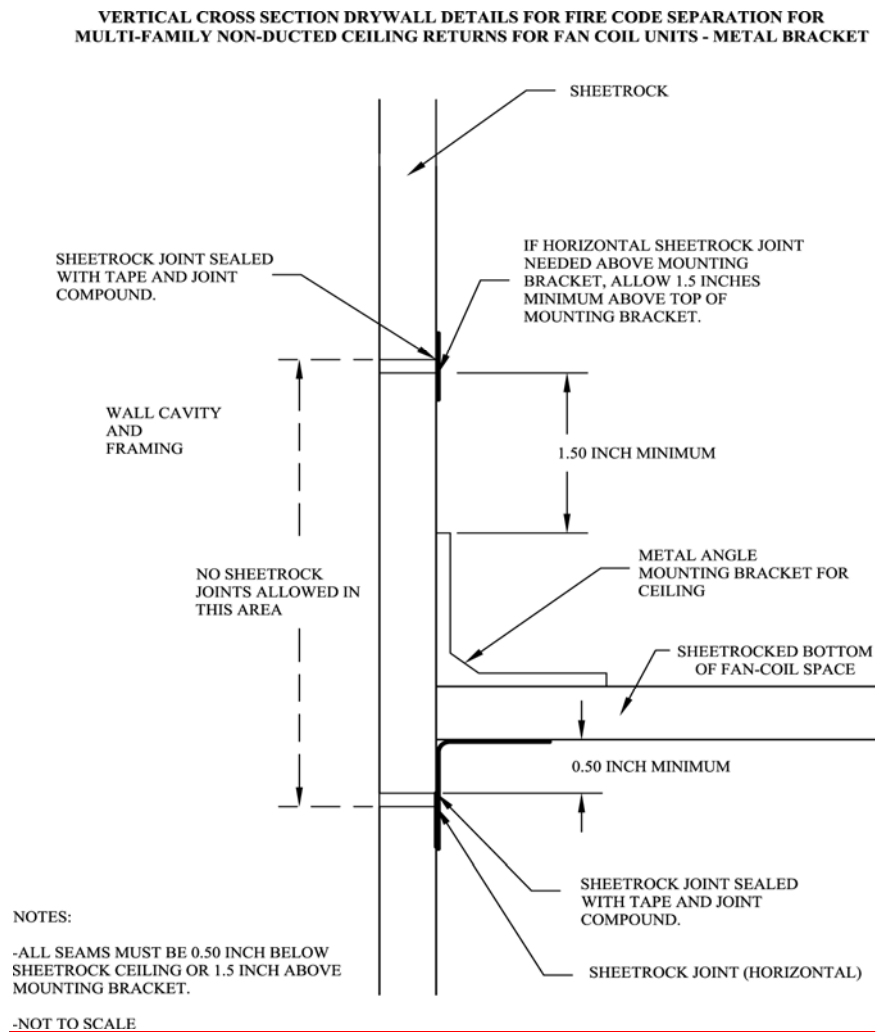 VERTICAL CROSS SECTION DRYWALL DETAILS FOR FIRE CODE SEPARATION FOR
MULTI-FAMILY NON-DUCTED CEILING RETURNS FOR FAN COIL UNITS - METAL BRACKET
SHEETROCK
SHEETROCK JOINT SEALED
WITH TAPE AND JOINT
COMPOUND.
IF HORIZONTAL SHEETROCK JOINT
NEEDED ABOVE MOUNTING
BRACKET, ALLOW 1.5 INCHES
MINIMUM ABOVE TOP OF
MOUNTING BRACKET.
WALL CAVITY
AND
FRAMING
1.50 INCH MINIMUM
NO SHEETROCK
JOINTS ALLOWED IN
THIS AREA
METAL ANGLE
MOUNTING BRACKET FOR
CEILING
SHEETROCKED BOTTOM
OF FAN-COIL SPACE
0.50 INCH MINIMUM
SHEETROCK JOINT SEALED
WITH TAPE AND JOINT
COMPOUND.
SHEETROCK JOINT (HORIZONTAL)
NOTES:
-ALL SEAMS MUST BE 0.50 INCH BELOW
SHEETROCK CEILING OR 1.5 INCH ABOVE
MOUNTING BRACKET.
-NOT TO SCALE